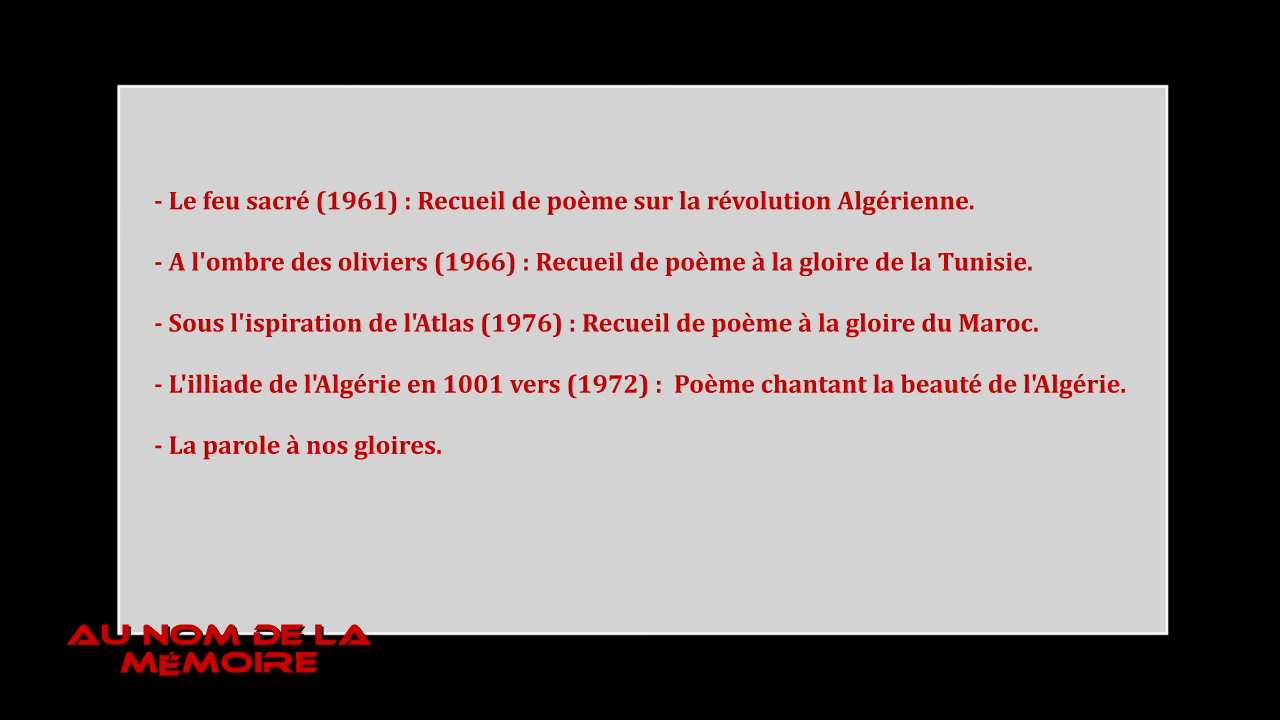 - Le feu sacré (1961) : Recueil de poème sur la révolution Algérienne.
- A l'ombre des oliviers (1966) : Recueil de poème à la gloire de la Tunisie.
- Sous l'ispiration de l'Atlas (1976) : Recueil de poème à la gloire du Maroc.
- L'illiade de l'Algérie en 1001 vers (1972) :  Poème chantant la beauté de l'Algérie.
- La parole à nos gloires.
AU NOM DE LA
MÉMOIRE